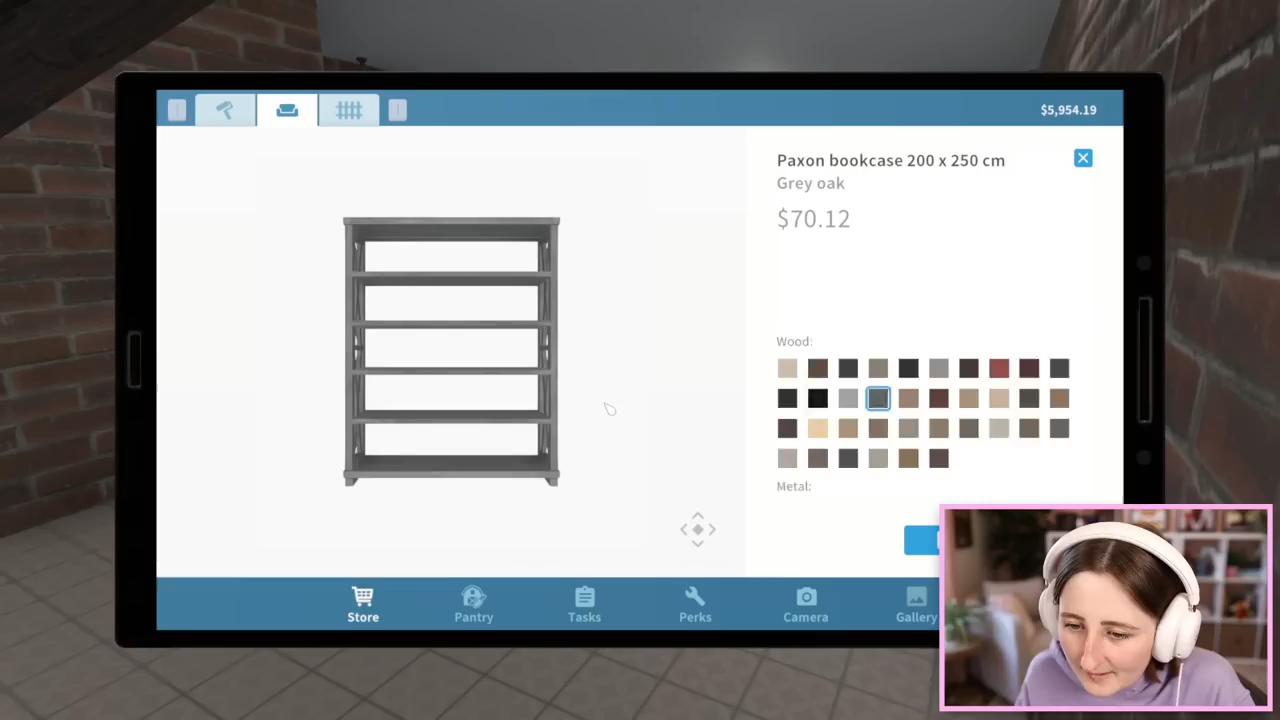 $5,954.19
Paxon bookcase 200 x 250 cm
Grey oak
$70.12
Wood:
Metal:
Store
Pantry
Tasks
Perks
Camera
Gallery